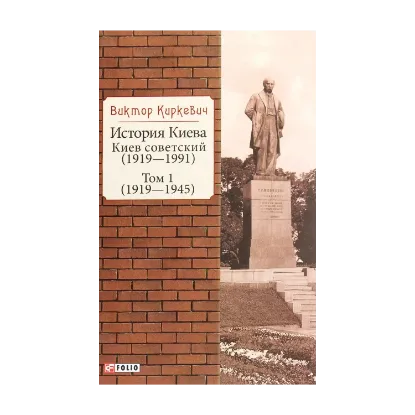 Виктор Киркевич
История Киева
Киев советский
(1919—1991)
Том 1
(1919—1945)
FOLIO